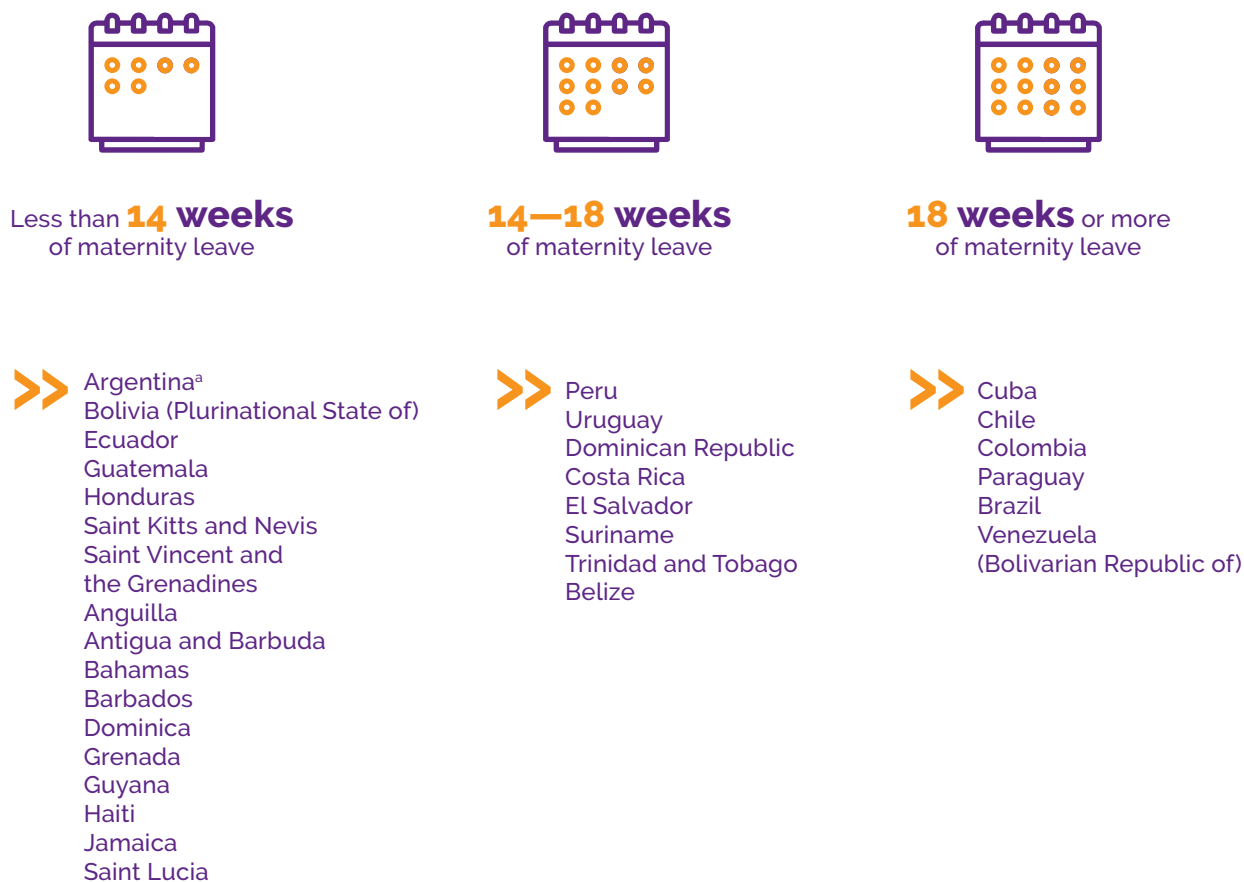 Less than 14 weeks
of maternity leave
Argentinaᵃ
Bolivia (Plurinational State of)
Ecuador
Guatemala
Honduras
Saint Kitts and Nevis
Saint Vincent and
the Grenadines
Anguilla
Antigua and Barbuda
Bahamas
Barbados
Dominica
Grenada
Guyana
Haiti
Jamaica
Saint Lucia
14—18 weeks
of maternity leave
Peru
Uruguay
Dominican Republic
Costa Rica
El Salvador
Suriname
Trinidad and Tobago
Belize
18 weeks or more
of maternity leave
Cuba
Chile
Colombia
Paraguay
Brazil
Venezuela
(Bolivarian Republic of)